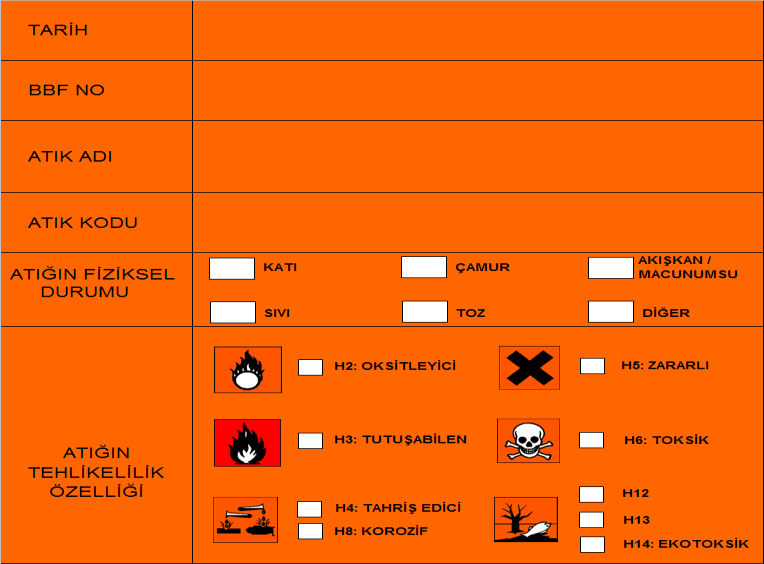 TARİH
BBF NO
ATIK ADI
ATIK KODU
ATIĞIN FİZİKSEL
DURUMU
KATI
ÇAMUR
AKIŞKAN /
MACUNUMSU
SIVI
TOZ
DİĞER
ATIĞIN
TEHLİKELİLİK
ÖZELLİĞİ
H2: OKSİTLEYİCİ
H5: ZARARLI
H3: TUTUŞABİLEN
H6: TOKSİK
H4: TAHRİŞ EDİCİ
H8: KOROZİF
H12
H13
H14: EKOTOKSİK